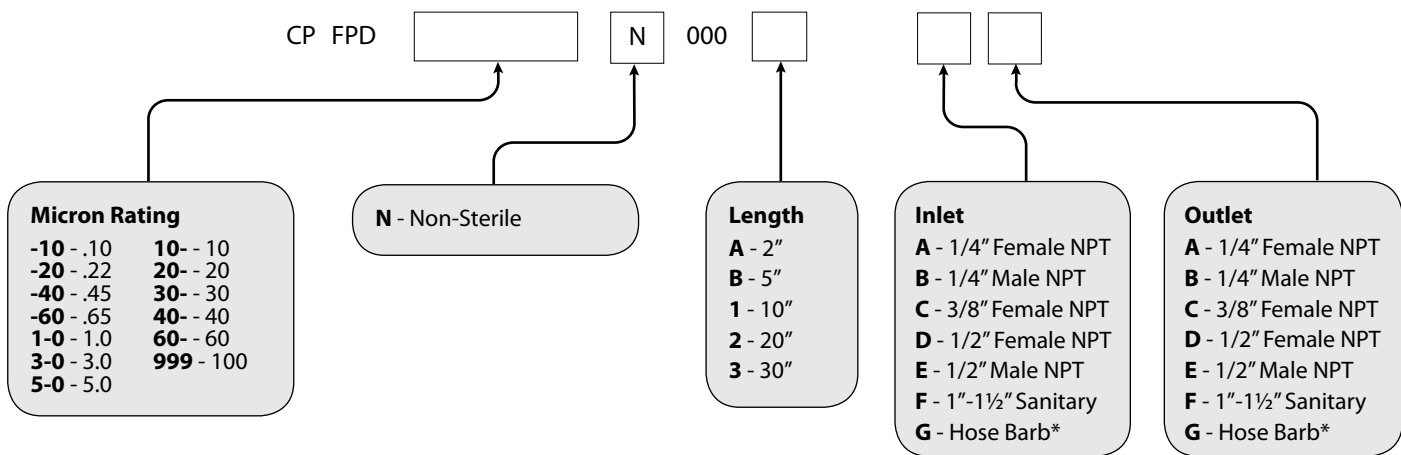 CP FPD N 000
Micron Rating
-10 - .10 10- - 10
-20 - .22 20- - 20
-40 - .45 30- - 30
-60 - .65 40- - 40
1-0 - 1.0 60- - 60
3-0 - 3.0 999 - 100
5-0 - 5.0
N - Non-Sterile
Length
A - 2”
B - 5”
1 - 10”
2 - 20”
3 - 30”
Inlet
A - 1/4” Female NPT
B - 1/4” Male NPT
C - 3/8” Female NPT
D - 1/2” Female NPT
E - 1/2” Male NPT
F - 1”-1½” Sanitary
G - Hose Barb*
Outlet
A - 1/4” Female NPT
B - 1/4” Male NPT
C - 3/8” Female NPT
D - 1/2” Female NPT
E - 1/2” Male NPT
F - 1”-1½” Sanitary
G - Hose Barb*